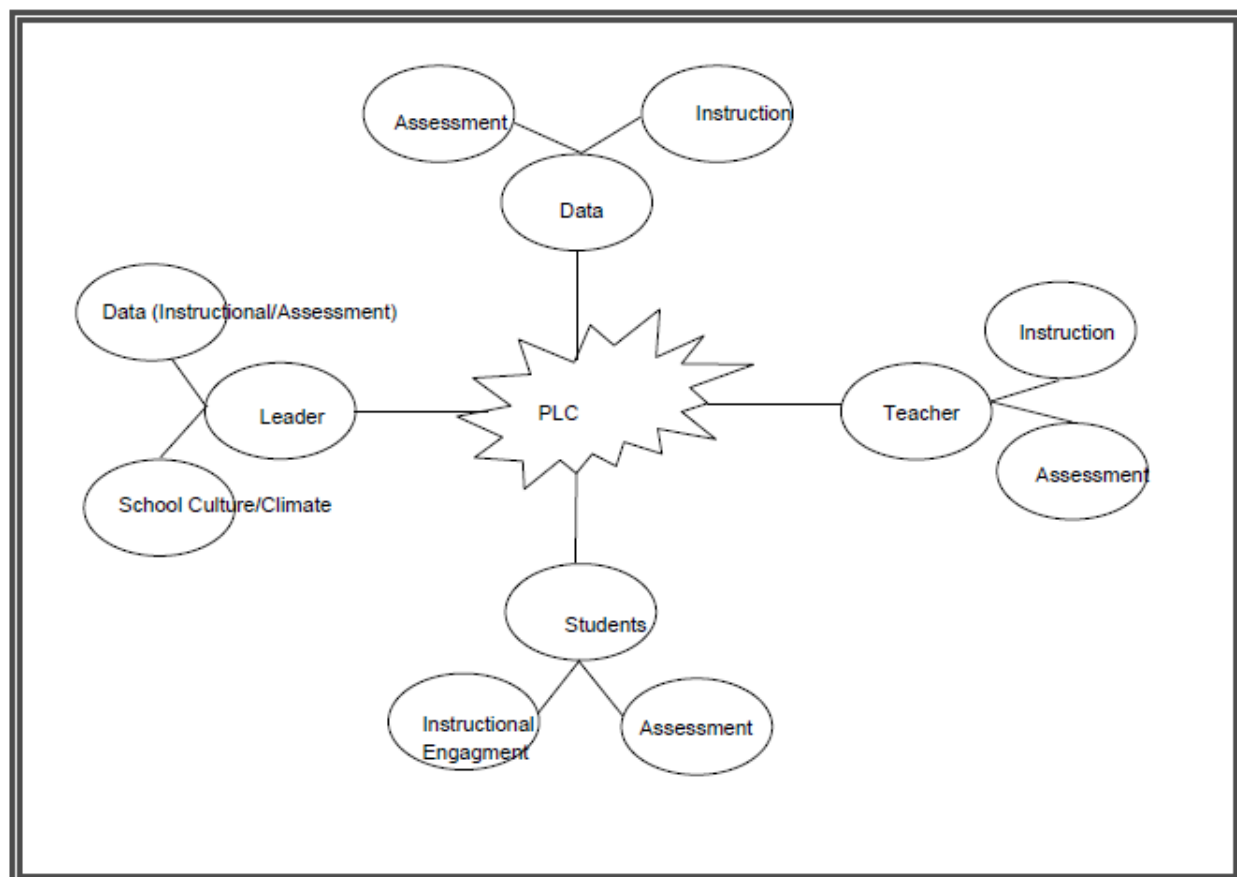 Assessment
Instruction
Data
Data (Instructional/Assessment)
Leader
School Culture/Climate
PLC
Teacher
Instruction
Assessment
Students
Instructional
Engagment
Assessment